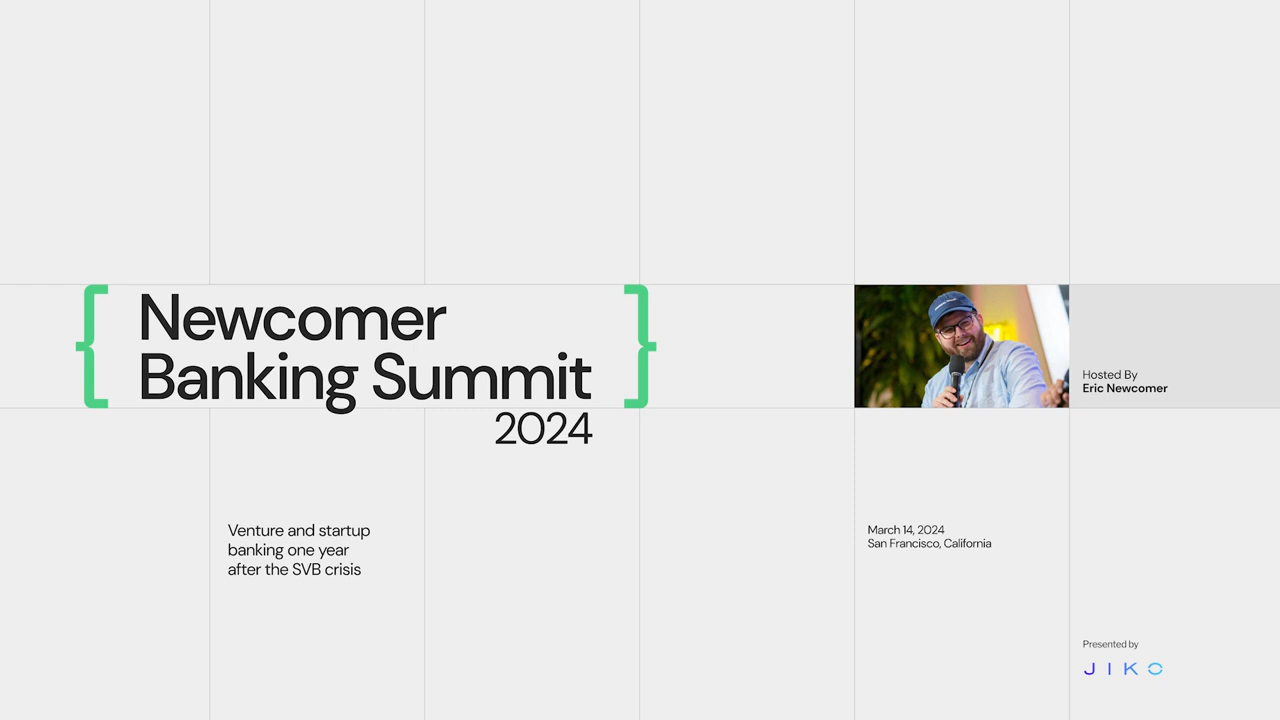 Newcomer
Banking Summit
2024
Hosted By
Eric Newcomer
Venture and startup
banking one year
after the SVB crisis
March 14, 2024
San Francisco, California
Presented by
JIKO